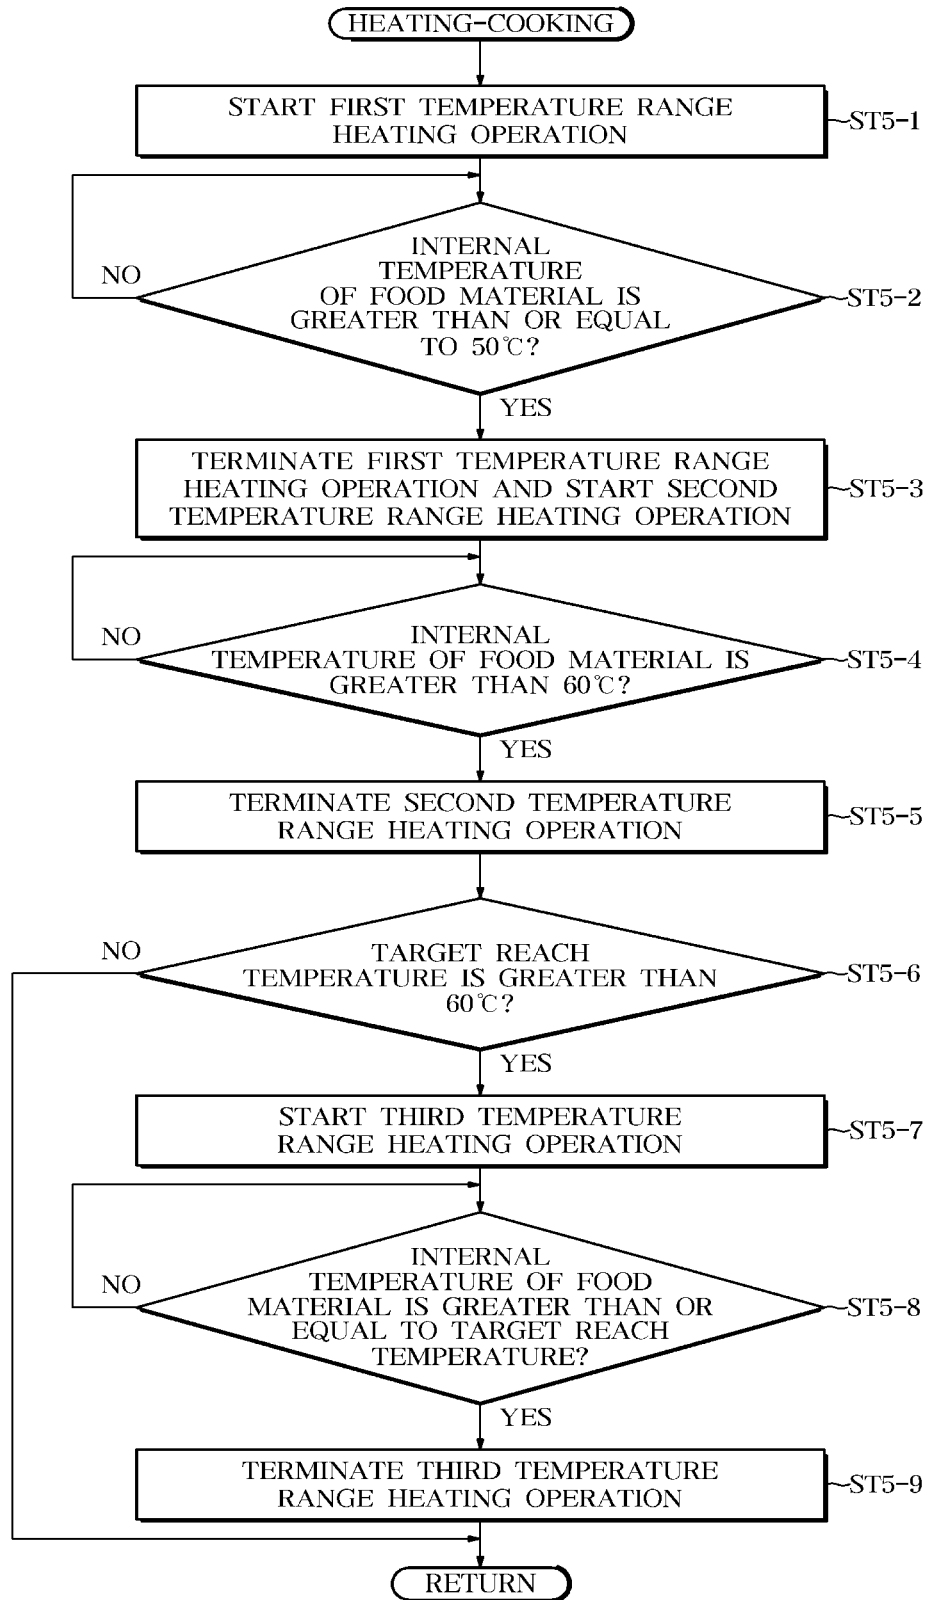 HEATING-COOKING
START FIRST TEMPERATURE RANGE
HEATING OPERATION
ST5-1
INTERNAL
TEMPERATURE
OF FOOD MATERIAL IS
GREATER THAN OR EQUAL
TO 50℃?
NO
ST5-2
YES
TERMINATE FIRST TEMPERATURE RANGE
HEATING OPERATION AND START SECOND
TEMPERATURE RANGE HEATING OPERATION
ST5-3
INTERNAL
TEMPERATURE OF FOOD MATERIAL IS
GREATER THAN 60℃?
NO
ST5-4
YES
TERMINATE SECOND TEMPERATURE
RANGE HEATING OPERATION
ST5-5
NO
TARGET REACH
TEMPERATURE IS GREATER THAN
60℃?
ST5-6
YES
START THIRD TEMPERATURE
RANGE HEATING OPERATION
ST5-7
INTERNAL
TEMPERATURE OF FOOD
MATERIAL IS GREATER THAN OR
EQUAL TO TARGET REACH
TEMPERATURE?
NO
ST5-8
YES
TERMINATE THIRD TEMPERATURE
RANGE HEATING OPERATION
ST5-9
RETURN